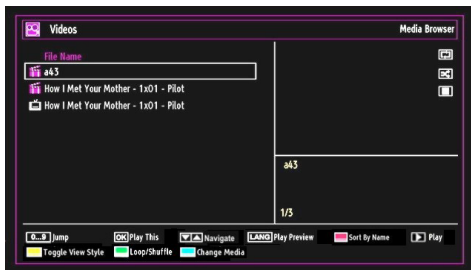 Videos Media Browser
File Name
a43
How I Met Your Mother - 1x01 - Pilot
How I Met Your Mother - 1x01 - Pilot
a43
1/3
0...9 Jump OK Play This Navigate LANG Play Preview Sort By Name Play
Toggle View Style Loop/Shuffle Change Media